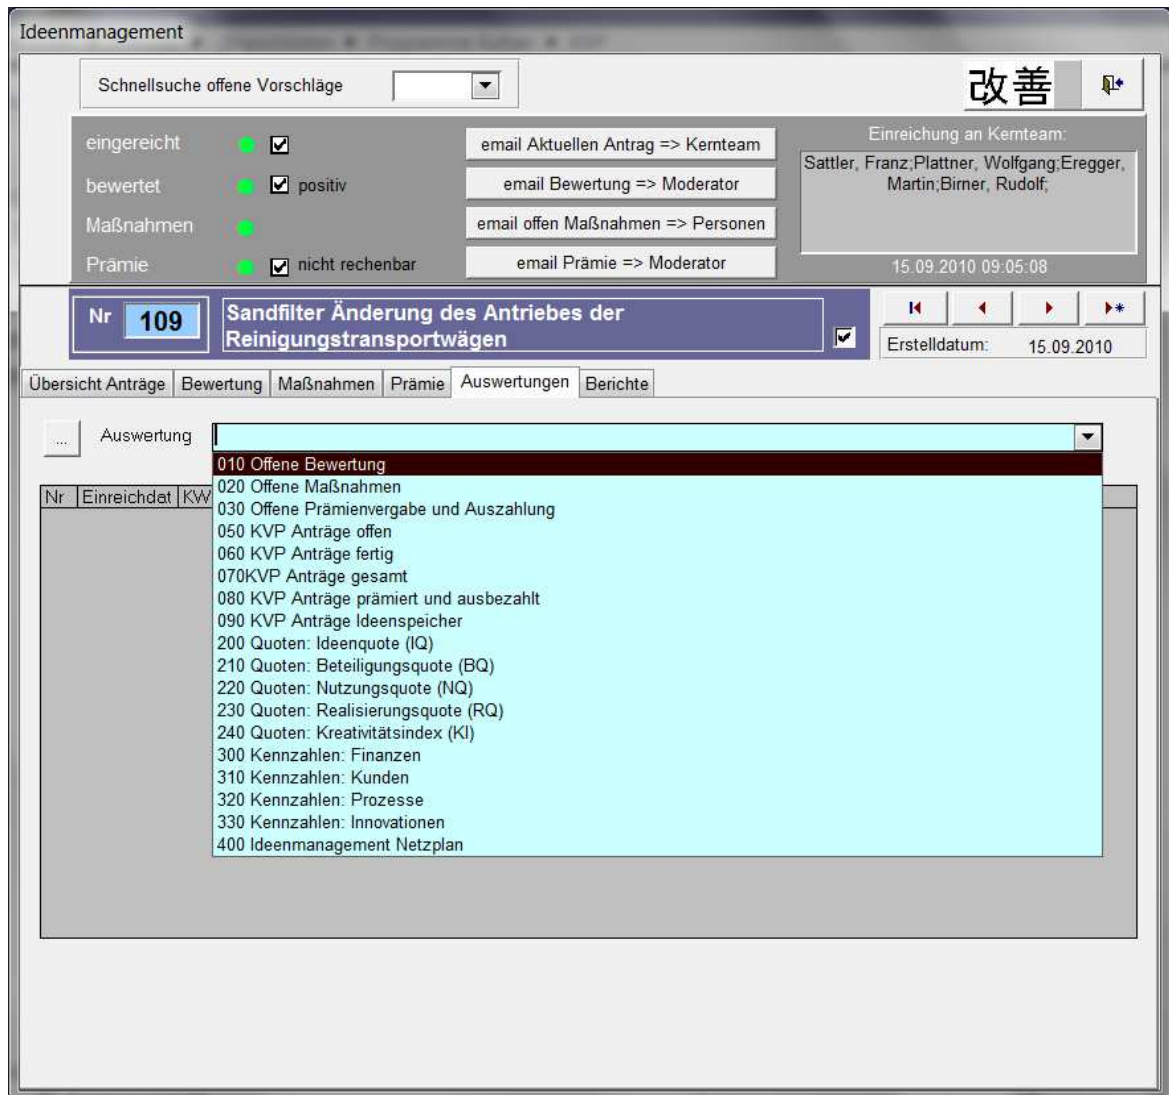 Ideenmanagement
Schnellsuche offene Vorschläge
改善
eingereicht
email Aktuellen Antrag => Kernteam
Einreichung an Kernteam:
Sattler, Franz;Plattner, Wolfgang;Eregger,
Martin;Birner, Rudolf;
bewertet
positiv
email Bewertung => Moderator
Maßnahmen
email offen Maßnahmen => Personen
Prämie
nicht rechenbar
email Prämie => Moderator
15.09.2010 09:05:08
Nr 109
Sandfilter Änderung des Antriebes der
Reinigungstransportwägen
Erstelldatum: 15.09.2010
Übersicht Anträge Bewertung Maßnahmen Prämie Auswertungen Berichte
... Auswertung
Nr Einreichdat KW
010 Offene Bewertung
020 Offene Maßnahmen
030 Offene Prämienvergabe und Auszahlung
050 KVP Anträge offen
060 KVP Anträge fertig
070KVP Anträge gesamt
080 KVP Anträge prämiert und ausbezahlt
090 KVP Anträge Ideenspeicher
200 Quoten: Ideenquote (IQ)
210 Quoten: Beteiligungsquote (BQ)
220 Quoten: Nutzungsquote (NQ)
230 Quoten: Realisierungsquote (RQ)
240 Quoten: Kreativitätsindex (KI)
300 Kennzahlen: Finanzen
310 Kennzahlen: Kunden
320 Kennzahlen: Prozesse
330 Kennzahlen: Innovationen
400 Ideenmanagement Netzplan